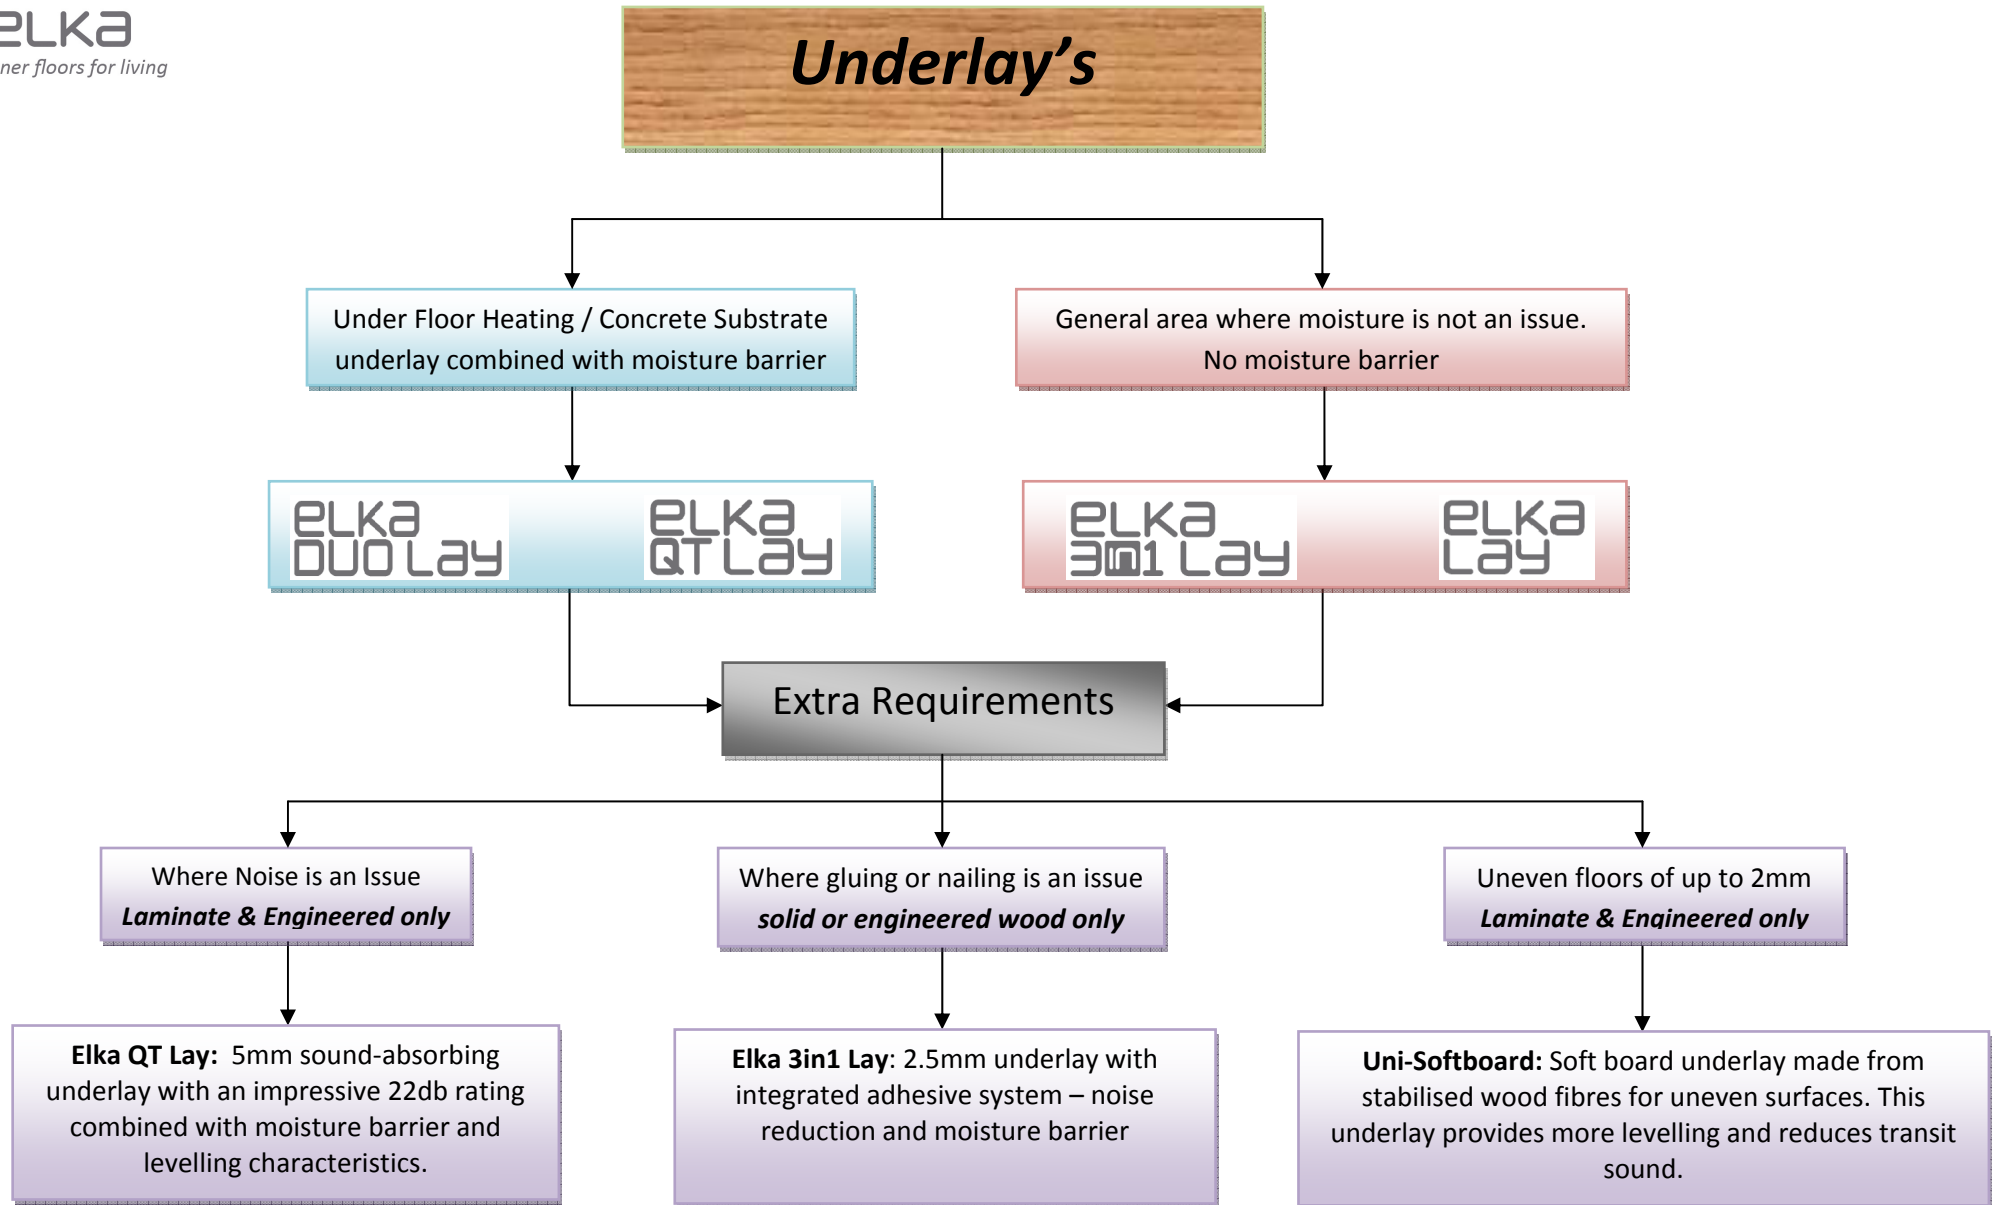 elka
ner floors for living
Underlay's
Under Floor Heating / Concrete Substrate
underlay combined with moisture barrier
General area where moisture is not an issue.
No moisture barrier
elka
DUO Lay
elka
QT Lay
elka
3in1 Lay
elka
Lay
Extra Requirements
Where Noise is an Issue
Laminate & Engineered only
Where gluing or nailing is an issue
solid or engineered wood only
Uneven floors of up to 2mm
Laminate & Engineered only
Elka QT Lay: 5mm sound-absorbing
underlay with an impressive 22db rating
combined with moisture barrier and
levelling characteristics.
Elka 3in1 Lay: 2.5mm underlay with
integrated adhesive system – noise
reduction and moisture barrier
Uni-Softboard: Soft board underlay made from
stabilised wood fibres for uneven surfaces. This
underlay provides more levelling and reduces transit
sound.